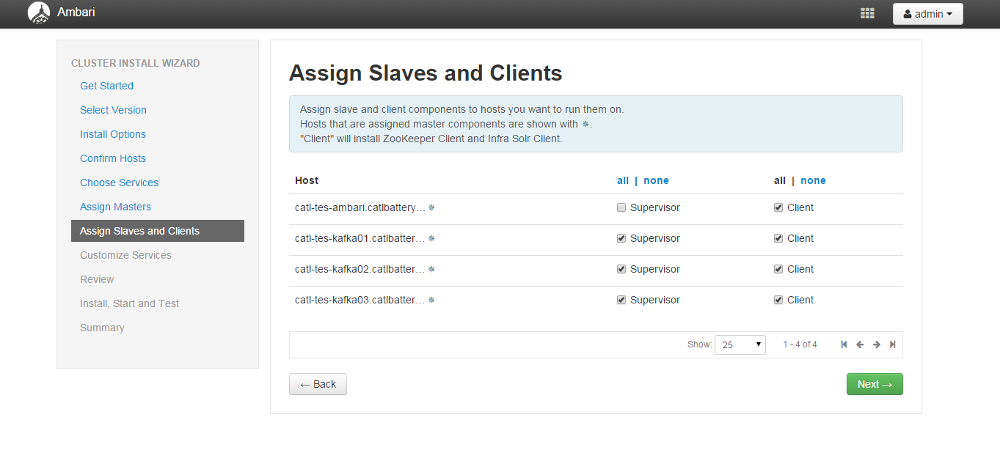 Ambari
admin
CLUSTER INSTALL WIZARD
Get Started
Select Version
Install Options
Confirm Hosts
Choose Services
Assign Masters
Assign Slaves and Clients
Customize Services
Review
Install, Start and Test
Summary
Assign Slaves and Clients
Assign slave and client components to hosts you want to run them on.
Hosts that are assigned master components are shown with ✵.
"Client" will install ZooKeeper Client and Infra Solr Client.
Host all | none all | none
catl-tes-ambari.catlbattery… ✵ Supervisor Client
catl-tes-kafka01.catlbatter… ✵ Supervisor Client
catl-tes-kafka02.catlbatter… ✵ Supervisor Client
catl-tes-kafka03.catlbatter… ✵ Supervisor Client
Show: 25 1 - 4 of 4
← Back Next →